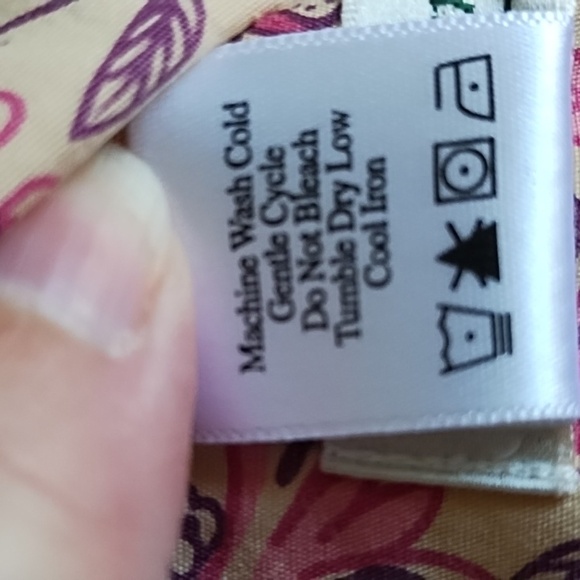 Machine Wash Cold
Gentle Cycle
Do Not Bleach
Tumble Dry Low
Cool Iron